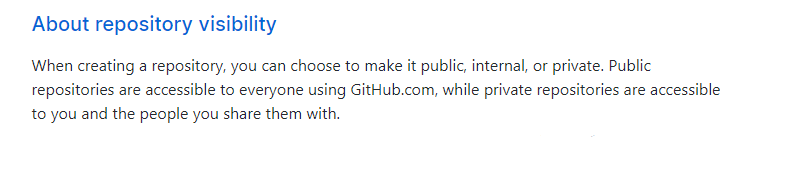 About repository visibility
When creating a repository, you can choose to make it public, internal, or private. Public
repositories are accessible to everyone using GitHub.com, while private repositories are accessible
to you and the people you share them with.